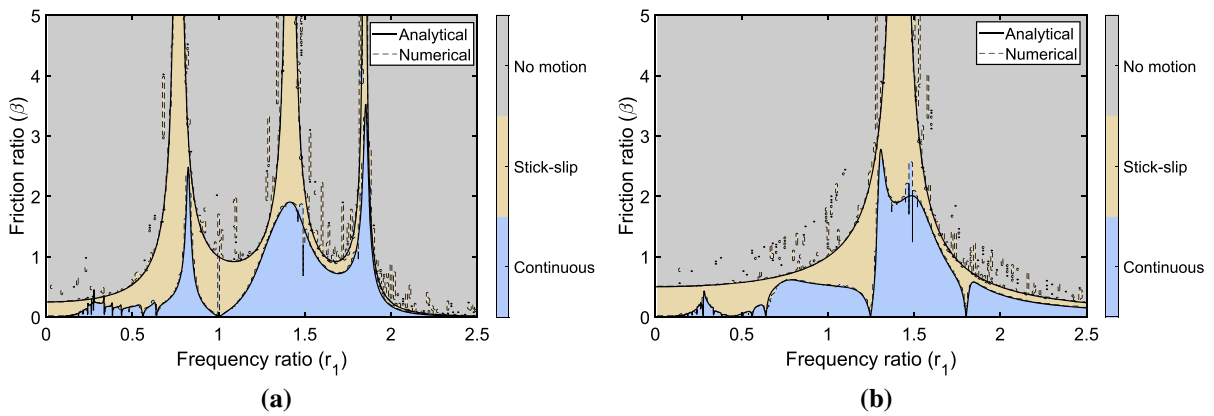 5
4
3
2
1
0
Friction ratio (β)
0 0.5 1 1.5 2 2.5
Frequency ratio (r1)
Analytical
Numerical
No motion
Stick-slip
Continuous
(a)
5
4
3
2
1
0
Friction ratio (β)
0 0.5 1 1.5 2 2.5
Frequency ratio (r1)
Analytical
Numerical
No motion
Stick-slip
Continuous
(b)